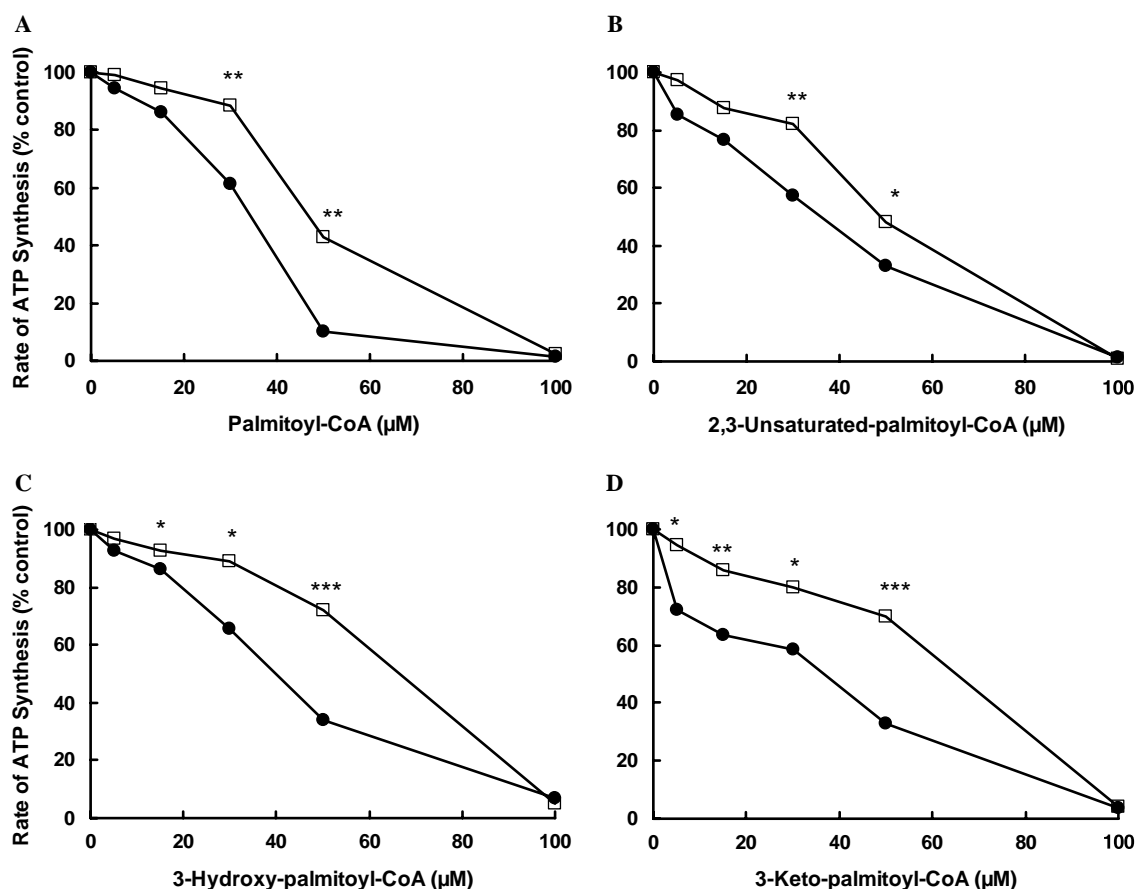 A
Rate of ATP Synthesis (% control)
100
80
60
40
20
0
**
**
0 20 40 60 80 100
Palmitoyl-CoA (µM)
B
100
80
60
40
20
0
**
*
0 20 40 60 80 100
2,3-Unsaturated-palmitoyl-CoA (µM)
C
Rate of ATP Synthesis (% control)
100
80
60
40
20
0
*
*
***
0 20 40 60 80 100
3-Hydroxy-palmitoyl-CoA (µM)
D
100
80
60
40
20
0
*
**
*
***
0 20 40 60 80 100
3-Keto-palmitoyl-CoA (µM)